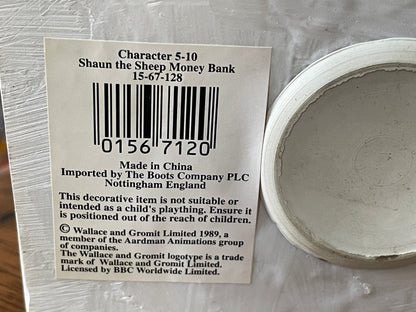 Character 5-10
Shaun the Sheep Money Bank
15-67-128
0156 7120
Made in China
Imported by The Boots Company PLC
Nottingham England
This decorative item is not suitable or
intended as a child's plaything. Ensure it
is positioned out of the reach of children.
© Wallace and Gromit Limited 1989, a
member of the Aardman Animations group
of companies.
The Wallace and Gromit logotype is a trade
mark of Wallace and Gromit Limited.
Licensed by BBC Worldwide Limited.